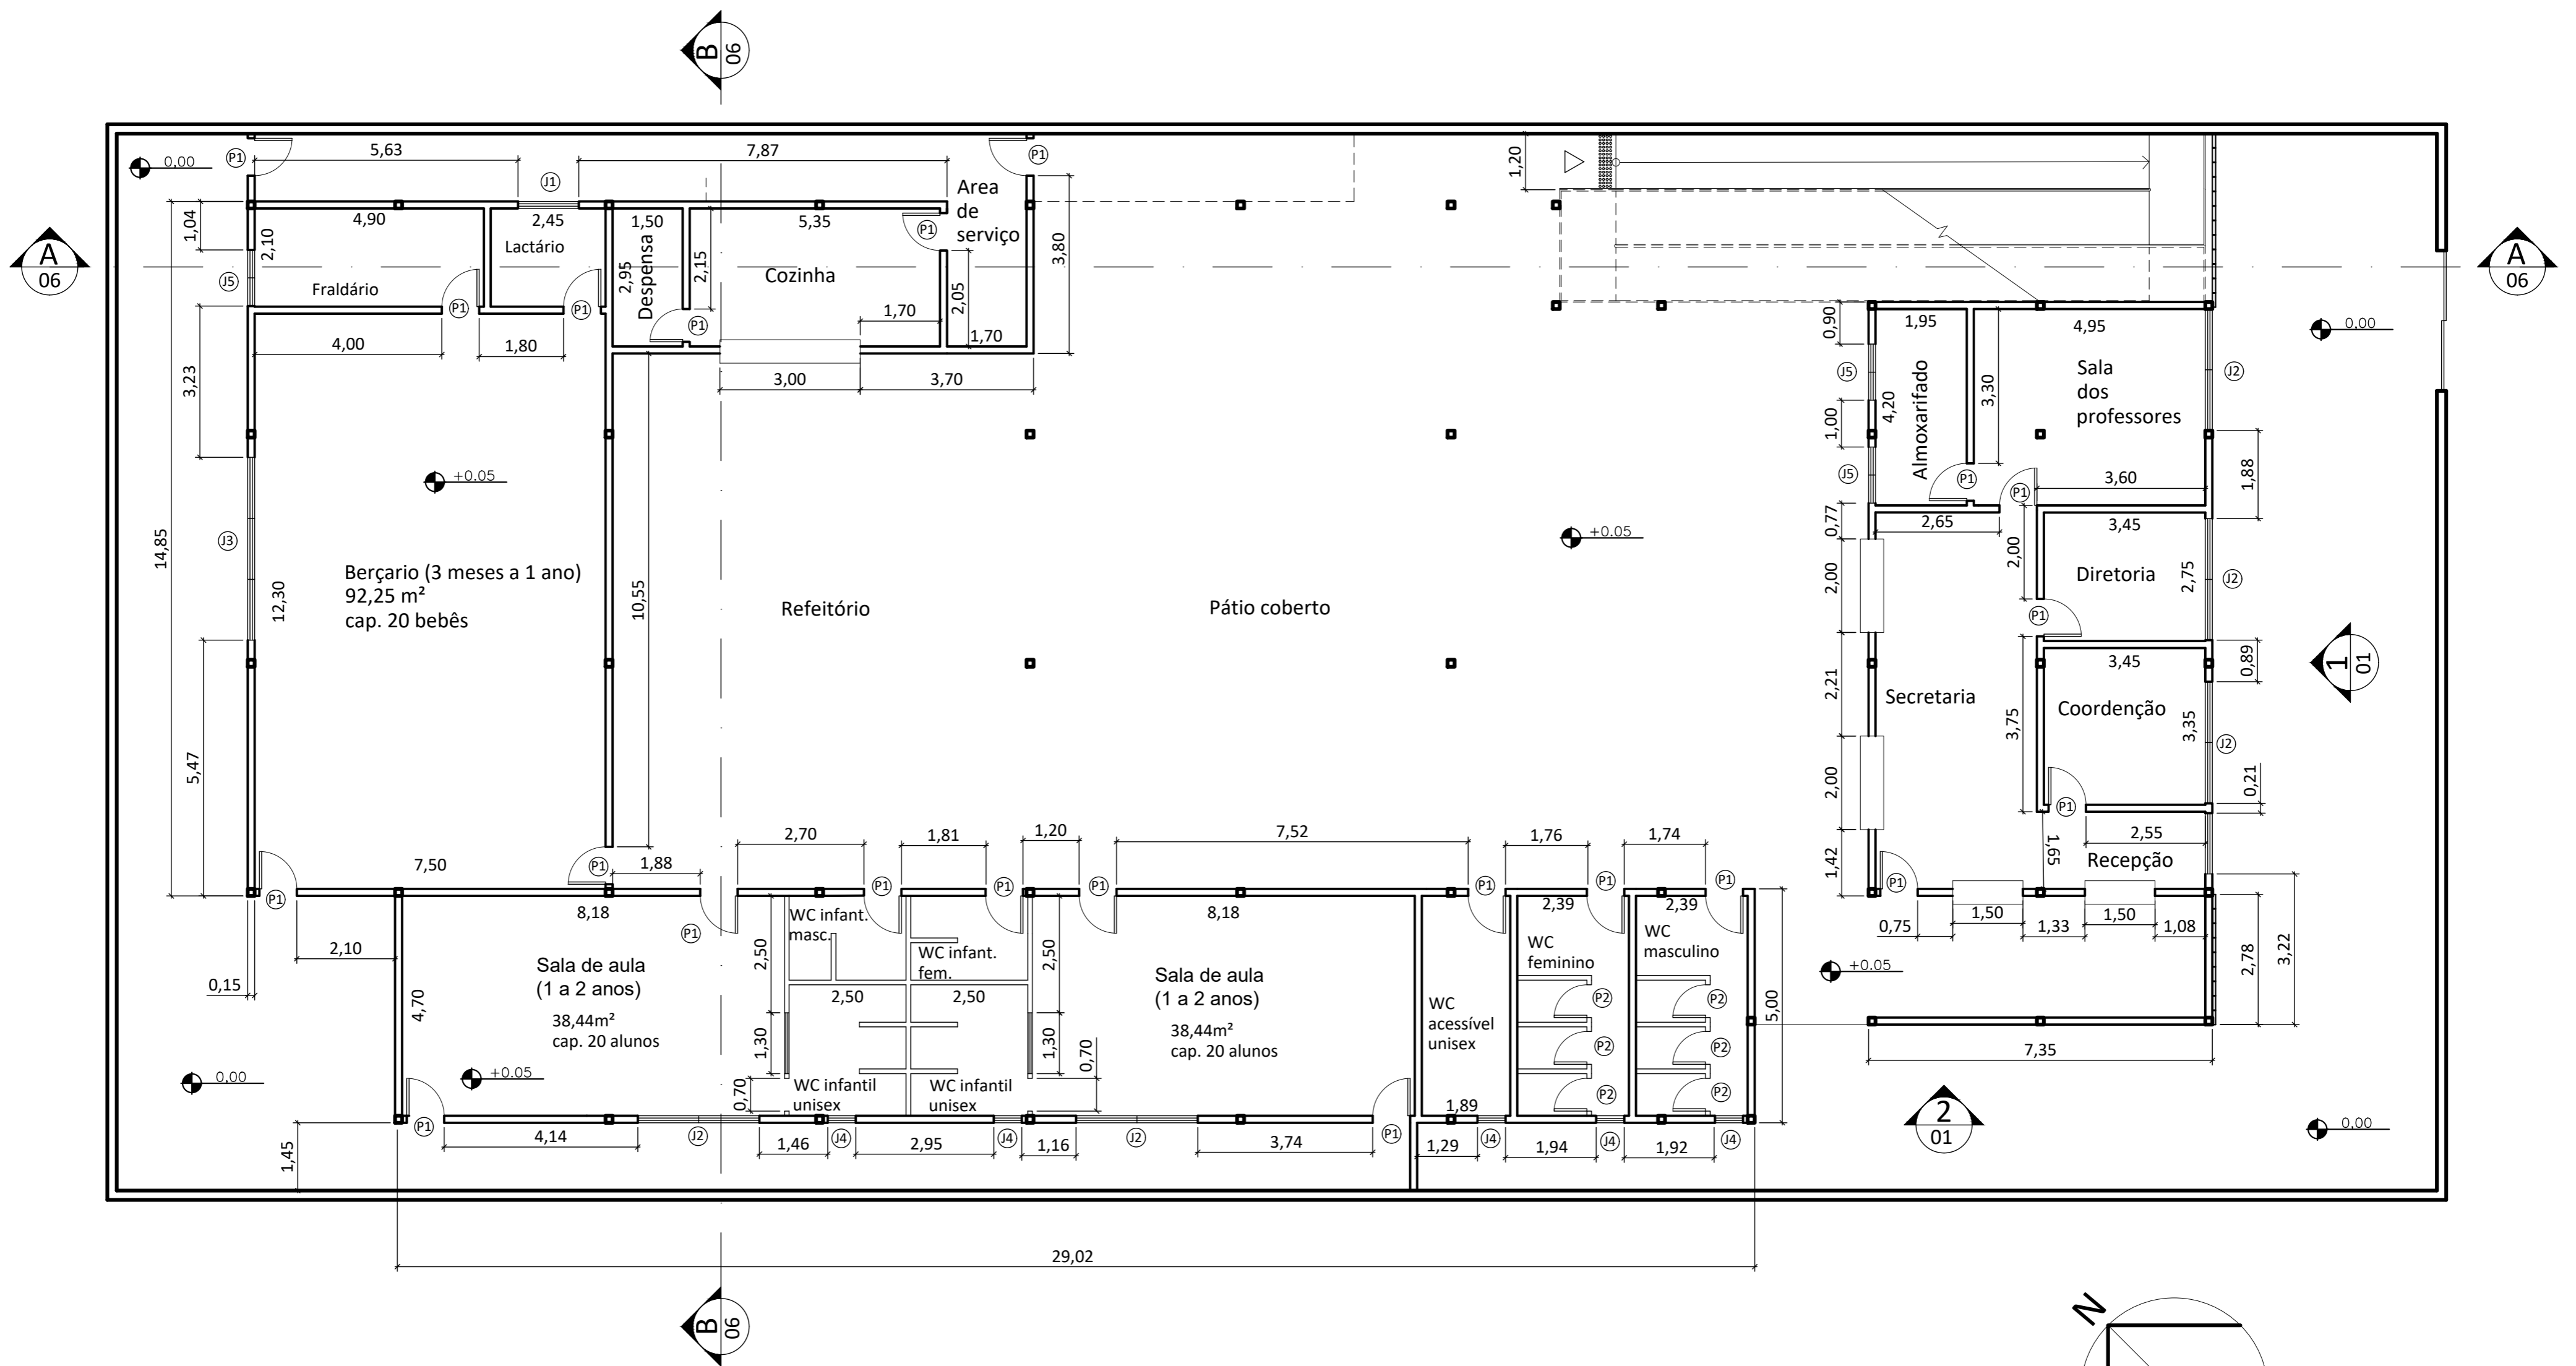 B
06
P1
0,00
5,63
J1
7,87
P1
1,20
Area
de
serviço
A
06
1,04
2,10
4,90
2,45
Lactário
1,50
Despensa
2,95
2,15
5,35
P1
Cozinha
3,80
A
06
J5
Fraldário
P1
P1
P1
1,70
2,05
1,70
4,00
1,80
3,00
3,70
3,23
0,90
1,95
4,95
0,00
J5
Almoxarifado
4,20
3,30
Sala
dos
professores
J2
1,00
J5
P1
P1
3,60
1,88
+0.05
14,85
J3
12,30
Berçario (3 meses a 1 ano)
92,25 m²
cap. 20 bebês
10,55
Refeitório
Pátio coberto
+0.05
0,77
2,65
2,00
3,45
Diretoria
2,75
J2
2,00
P1
2,21
3,45
0,89
1
01
Secretaria
3,75
Coordenção
3,35
J2
5,47
2,00
0,21
P1
1,42
1,65
2,55
Recepção
7,50
P1
1,88
2,70
1,81
1,20
7,52
1,76
1,74
P1
P1
P1
P1
P1
P1
P1
P1
0,75
1,50
1,33
1,50
1,08
2,78
3,22
2,10
0,15
8,18
P1
4,70
Sala de aula
(1 a 2 anos)
38,44m²
cap. 20 alunos
2,50
WC infant.
masc.
WC infant.
fem.
2,50
2,50
2,50
8,18
Sala de aula
(1 a 2 anos)
38,44m²
cap. 20 alunos
WC
acessível
unisex
2,39
WC
feminino
2,39
WC
masculino
P2
P2
P2
P2
P2
P2
5,00
+0.05
7,35
1,30
1,30
0,70
0,70
WC infantil
unisex
WC infantil
unisex
0,00
+0.05
P1
4,14
J2
1,46
J4
2,95
J4
1,16
J2
3,74
P1
1,89
1,29
J4
1,94
J4
1,92
J4
2
01
0,00
1,45
29,02
B
06
N